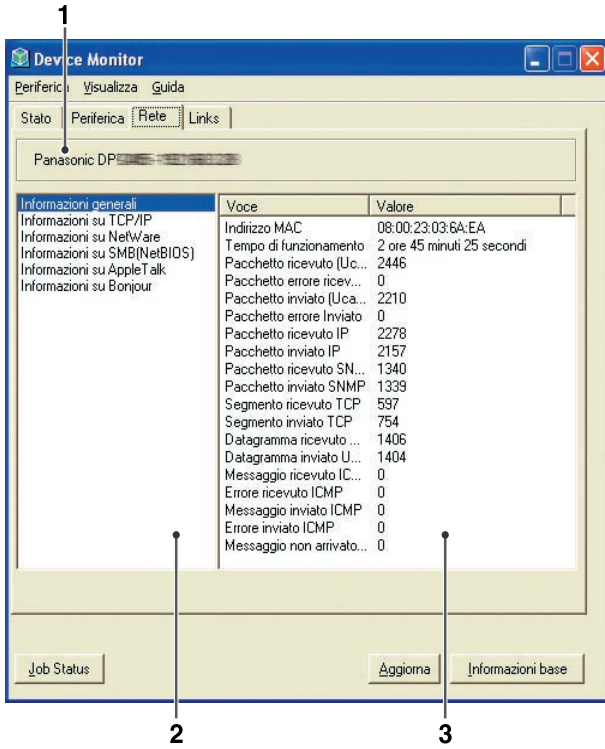 1
Device Monitor
Periferica Visualizza Guida
Stato Periferica Rete Links
Panasonic DP
Informazioni generali
Informazioni su TCP/IP
Informazioni su NetWare
Informazioni su SMB(NetBIOS)
Informazioni su AppleTalk
Informazioni su Bonjour
Voce Valore
Indirizzo MAC 08:00:23:03:6A:EA
Tempo di funzionamento 2 ore 45 minuti 25 secondi
Pacchetto ricevuto (Uc... 2446
Pacchetto errore ricev... 0
Pacchetto inviato (Uca... 2210
Pacchetto errore Inviato 0
Pacchetto ricevuto IP 2278
Pacchetto inviato IP 2157
Pacchetto ricevuto SN... 1340
Pacchetto inviato SNMP 1339
Segmento ricevuto TCP 597
Segmento inviato TCP 754
Datagramma ricevuto ... 1406
Datagramma inviato U... 1404
Messaggio ricevuto IC... 0
Errore ricevuto ICMP 0
Messaggio inviato ICMP 0
Errore inviato ICMP 0
Messaggio non arrivato... 0
Job Status Aggiorna Informazioni base
2 3